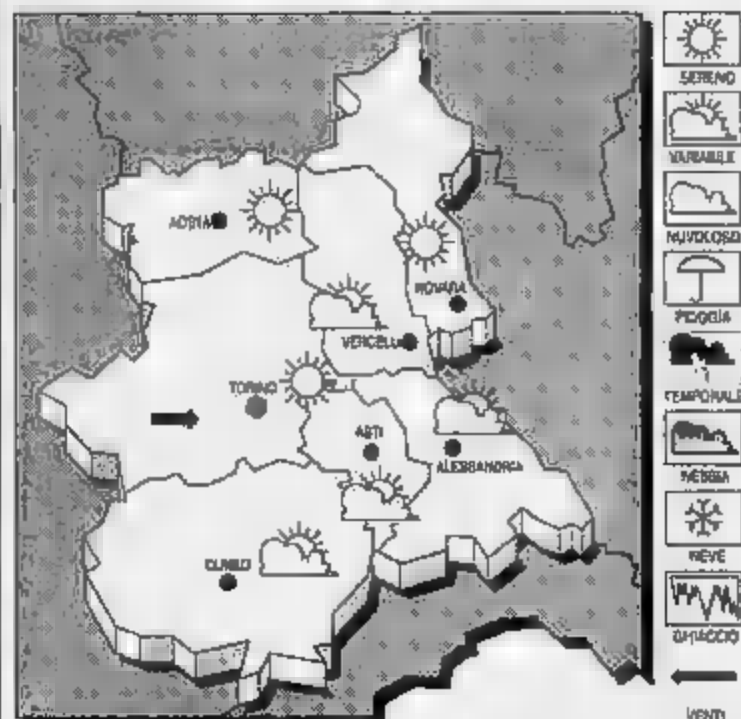 AOSTA
NOVARA
VERCELLI
TORINO
ASTI
ALESSANDRIA
CUNEO
SERENO
VARIABILE
NUVOLOSO
PIOGGIA
TEMPORALE
NEBBIA
NEVE
GHIACCIO
VENTI